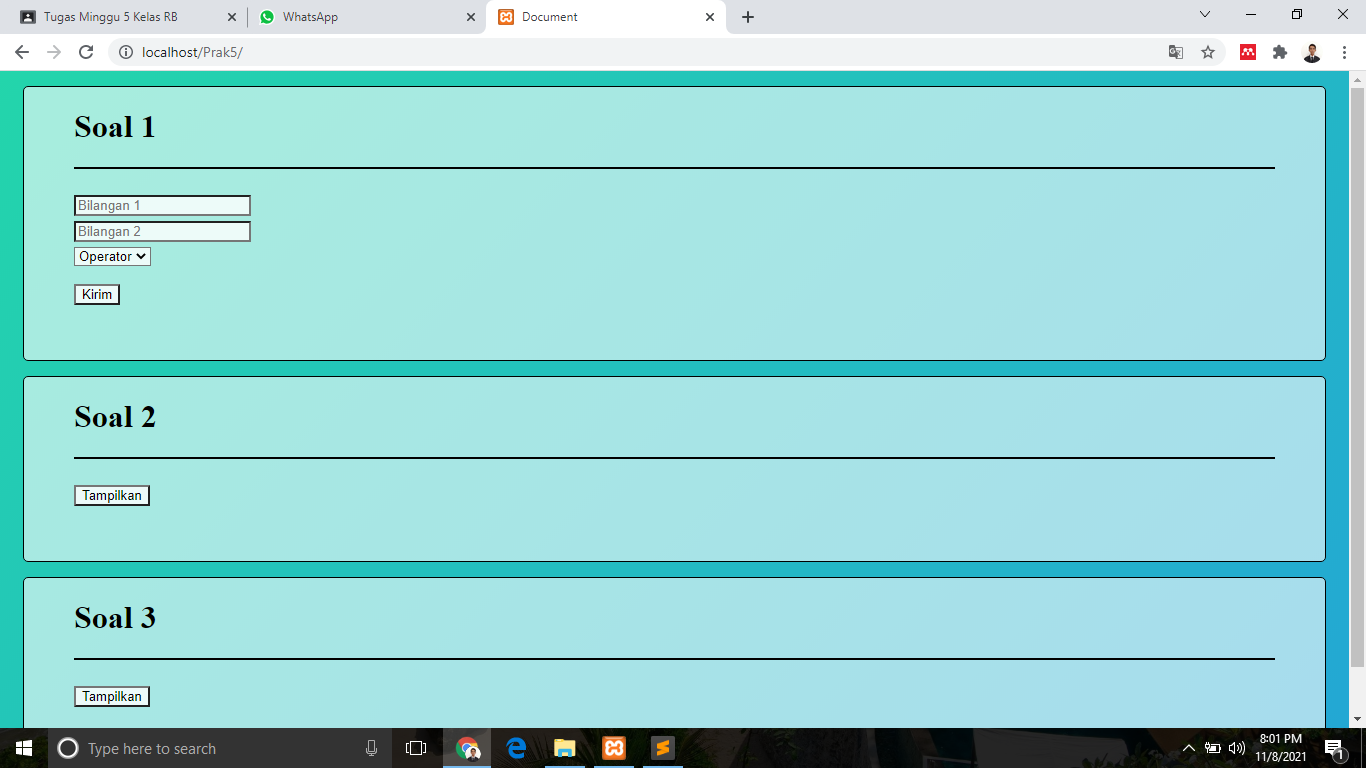 Tugas Minggu 5 Kelas RB
WhatsApp
Document
localhost/Prak5/
Soal 1
Bilangan 1
Bilangan 2
Operator
Kirim
Soal 2
Tampilkan
Soal 3
Tampilkan
Type here to search
8:01 PM
11/8/2021
1